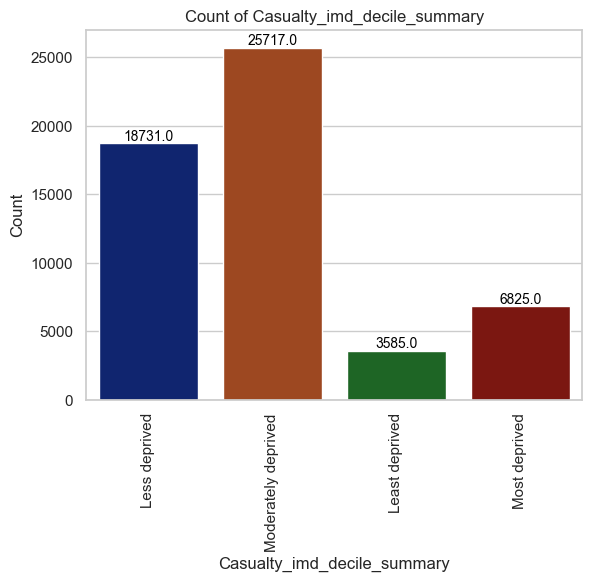 Count of Casualty_imd_decile_summary
25000
20000
15000
10000
5000
0
Count
18731.0
25717.0
3585.0
6825.0
Less deprived
Moderately deprived
Least deprived
Most deprived
Casualty_imd_decile_summary